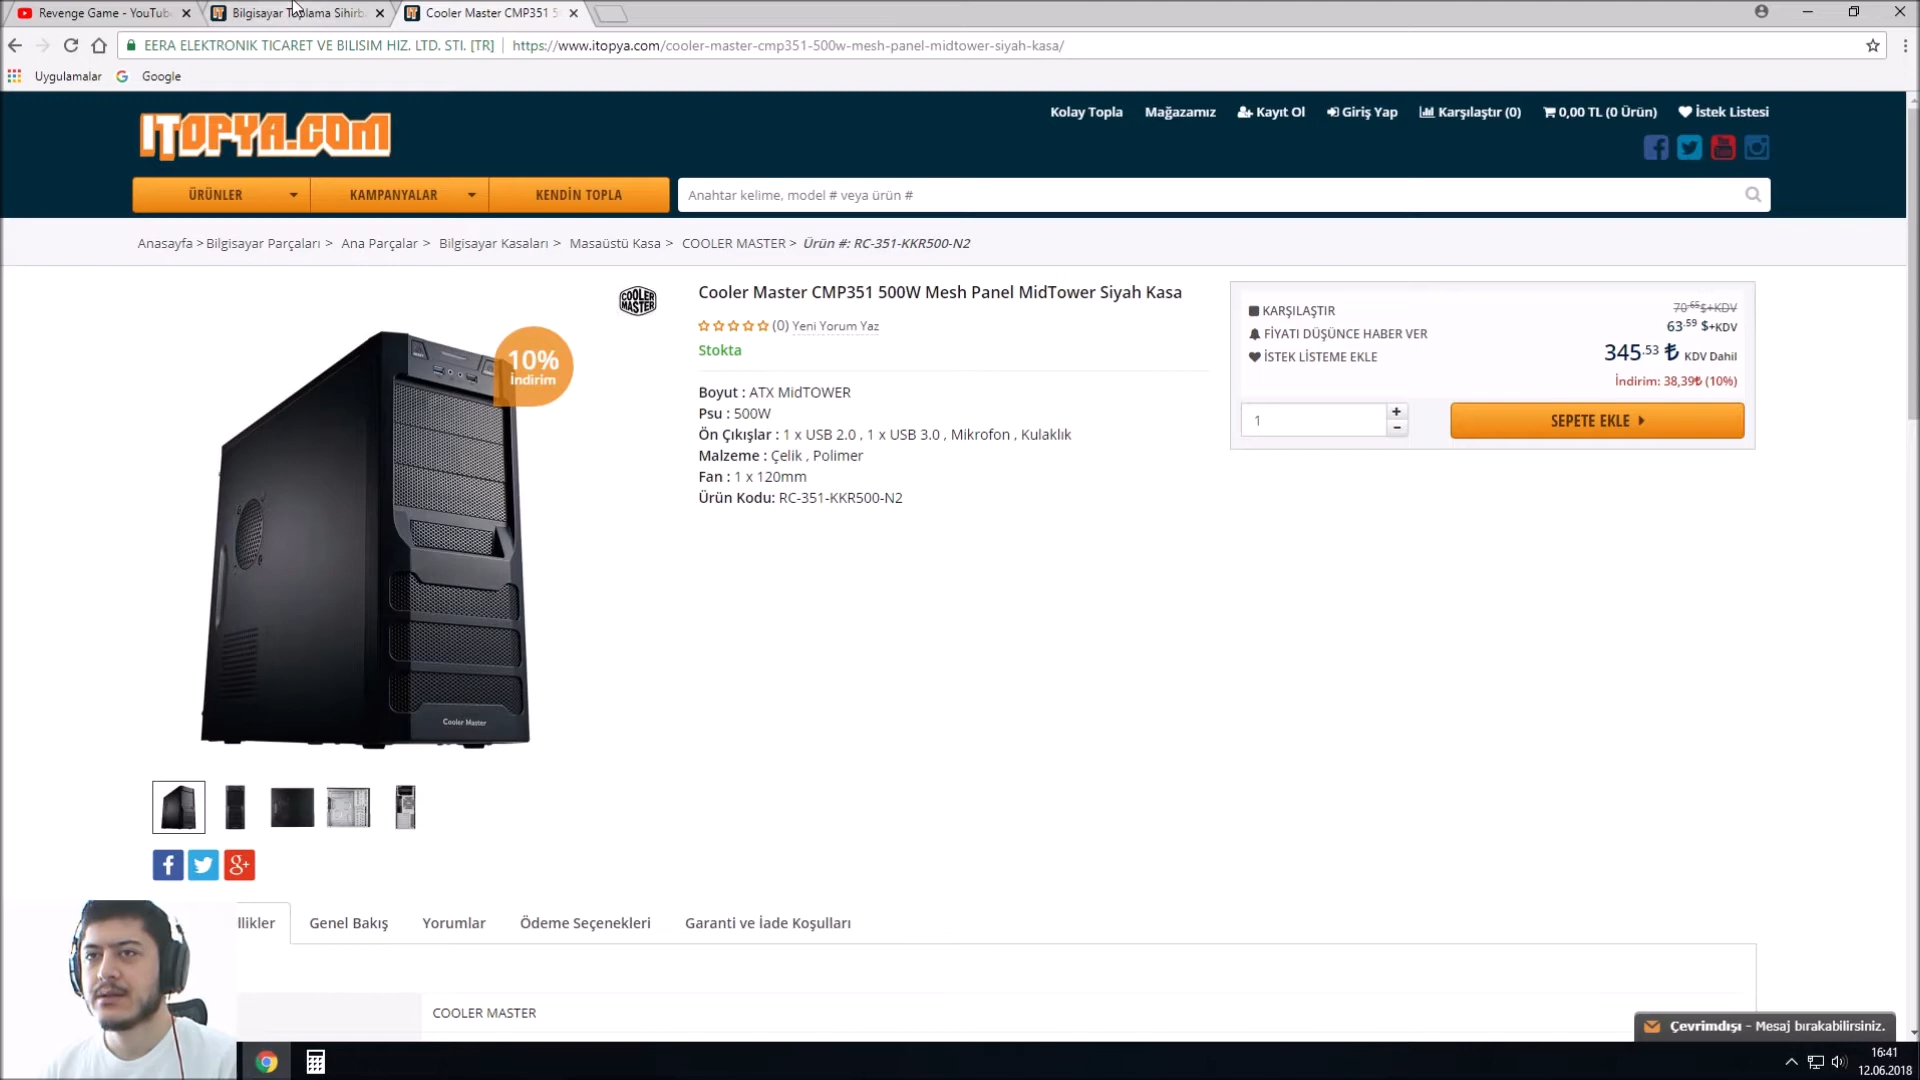 Revenge Game - YouTub
Bilgisayar Toplama Sihirb
Cooler Master CMP351 5
EERA ELEKTRONIK TICARET VE BILISIM HIZ. LTD. STI. [TR]
https://www.itopya.com/cooler-master-cmp351-500w-mesh-panel-midtower-siyah-kasa/
Uygulamalar
Google
ITOPYA.COM
Kolay Topla
Mağazamız
Kayıt Ol
Giriş Yap
Karşılaştır (0)
0,00 TL (0 Ürün)
İstek Listesi
ÜRÜNLER
KAMPANYALAR
KENDİN TOPLA
Anahtar kelime, model # veya ürün #
Anasayfa > Bilgisayar Parçaları > Ana Parçalar > Bilgisayar Kasaları > Masaüstü Kasa > COOLER MASTER > Ürün #: RC-351-KKR500-N2
COOLER MASTER
Cooler Master CMP351 500W Mesh Panel MidTower Siyah Kasa
(0) Yeni Yorum Yaz
Stokta
Boyut : ATX MidTOWER
Psu : 500W
Ön Çıkışlar : 1 x USB 2.0 , 1 x USB 3.0 , Mikrofon , Kulaklık
Malzeme : Çelik , Polimer
Fan : 1 x 120mm
Ürün Kodu: RC-351-KKR500-N2
10%
İndirim
Cooler Master
KARŞILAŞTIR
FİYATI DÜŞÜNCE HABER VER
İSTEK LİSTEME EKLE
70.65$+KDV
63.59 $+KDV
345.53 ₺ KDV Dahil
İndirim: 38,39₺ (10%)
1
SEPETE EKLE
llikler
Genel Bakış
Yorumlar
Ödeme Seçenekleri
Garanti ve İade Koşulları
COOLER MASTER
Çevrimdışı - Mesaj bırakabilirsiniz.
16:41
12.06.2018